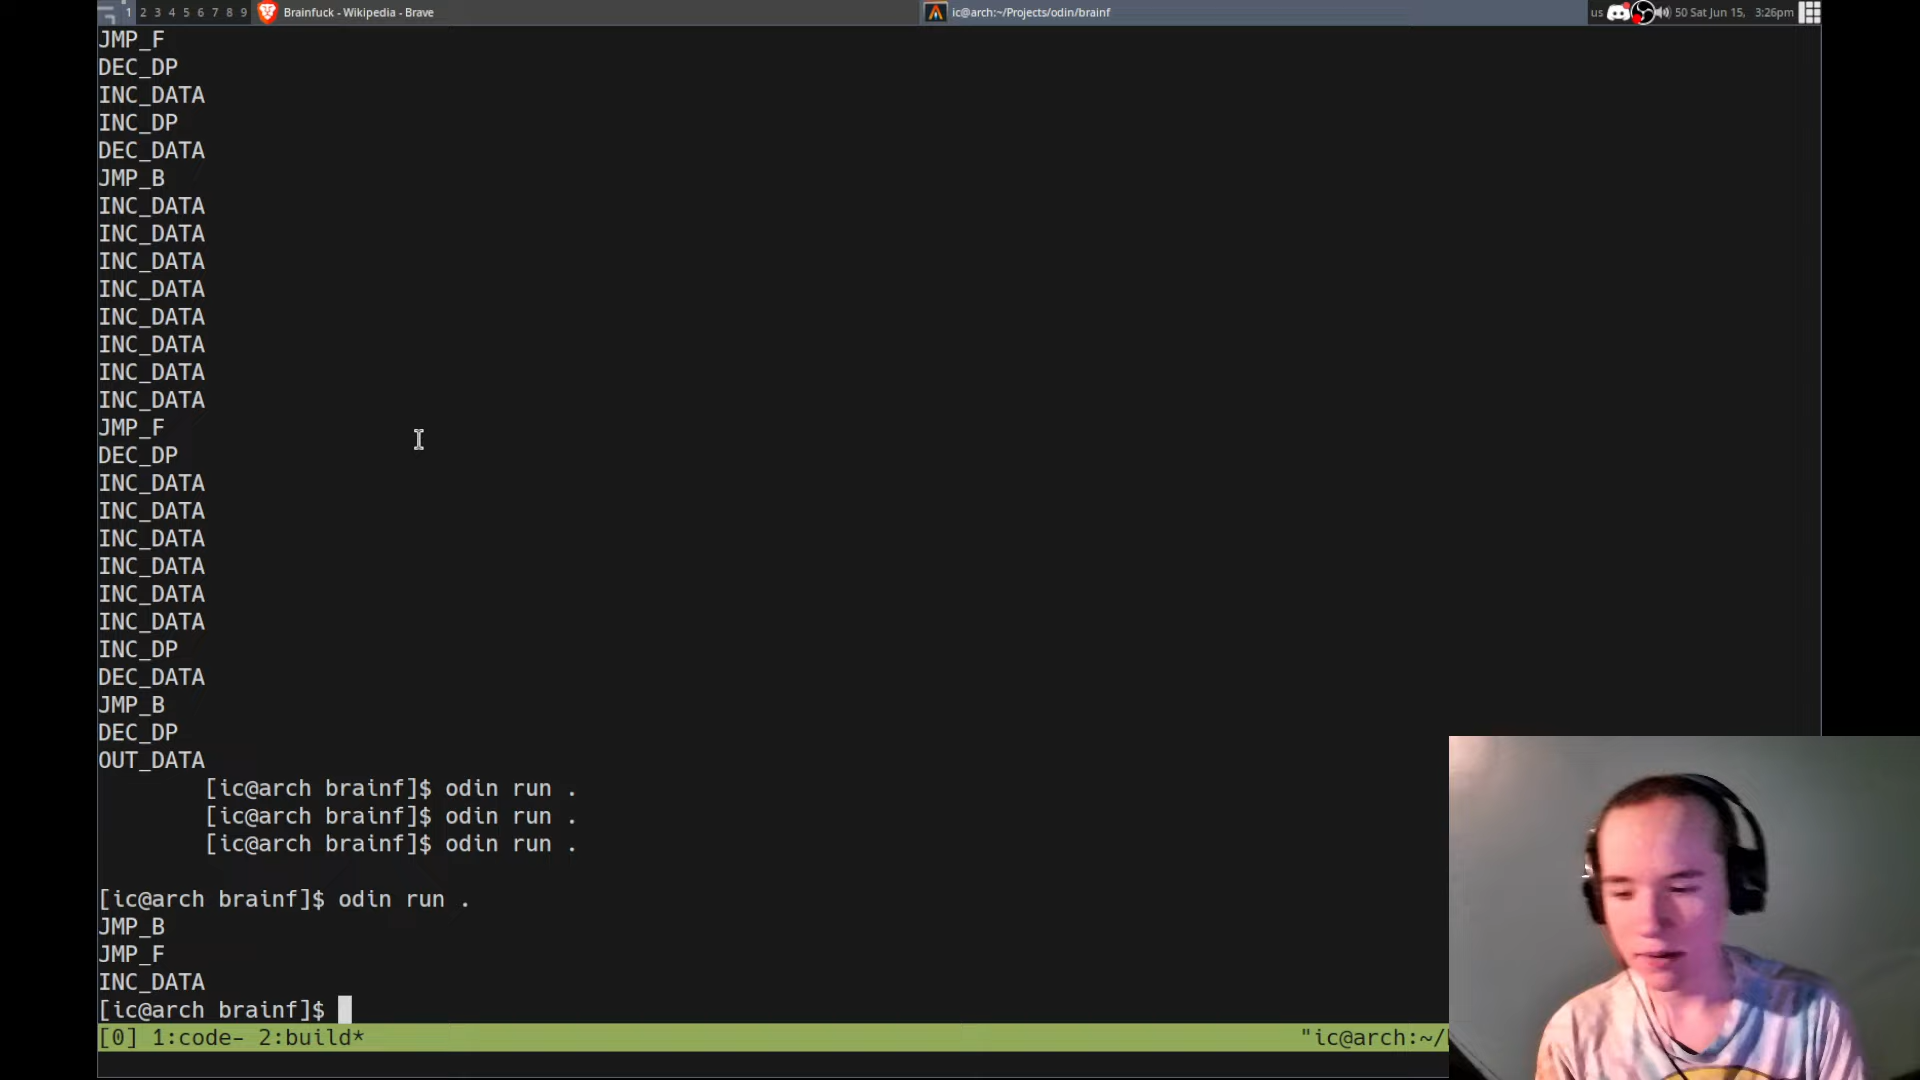 1 2 3 4 5 6 7 8 9 Brainfuck - Wikipedia - Brave ic@arch:~/Projects/odin/brainf us 50 Sat Jun 15, 3:26pm
JMP_F
DEC_DP
INC_DATA
INC_DP
DEC_DATA
JMP_B
INC_DATA
INC_DATA
INC_DATA
INC_DATA
INC_DATA
INC_DATA
INC_DATA
INC_DATA
JMP_F
DEC_DP
INC_DATA
INC_DATA
INC_DATA
INC_DATA
INC_DATA
INC_DATA
INC_DP
DEC_DATA
JMP_B
DEC_DP
OUT_DATA
[ic@arch brainf]$ odin run .
[ic@arch brainf]$ odin run .
[ic@arch brainf]$ odin run .
[ic@arch brainf]$ odin run .
JMP_B
JMP_F
INC_DATA
[ic@arch brainf]$
[0] 1:code- 2:build* "ic@arch:~/